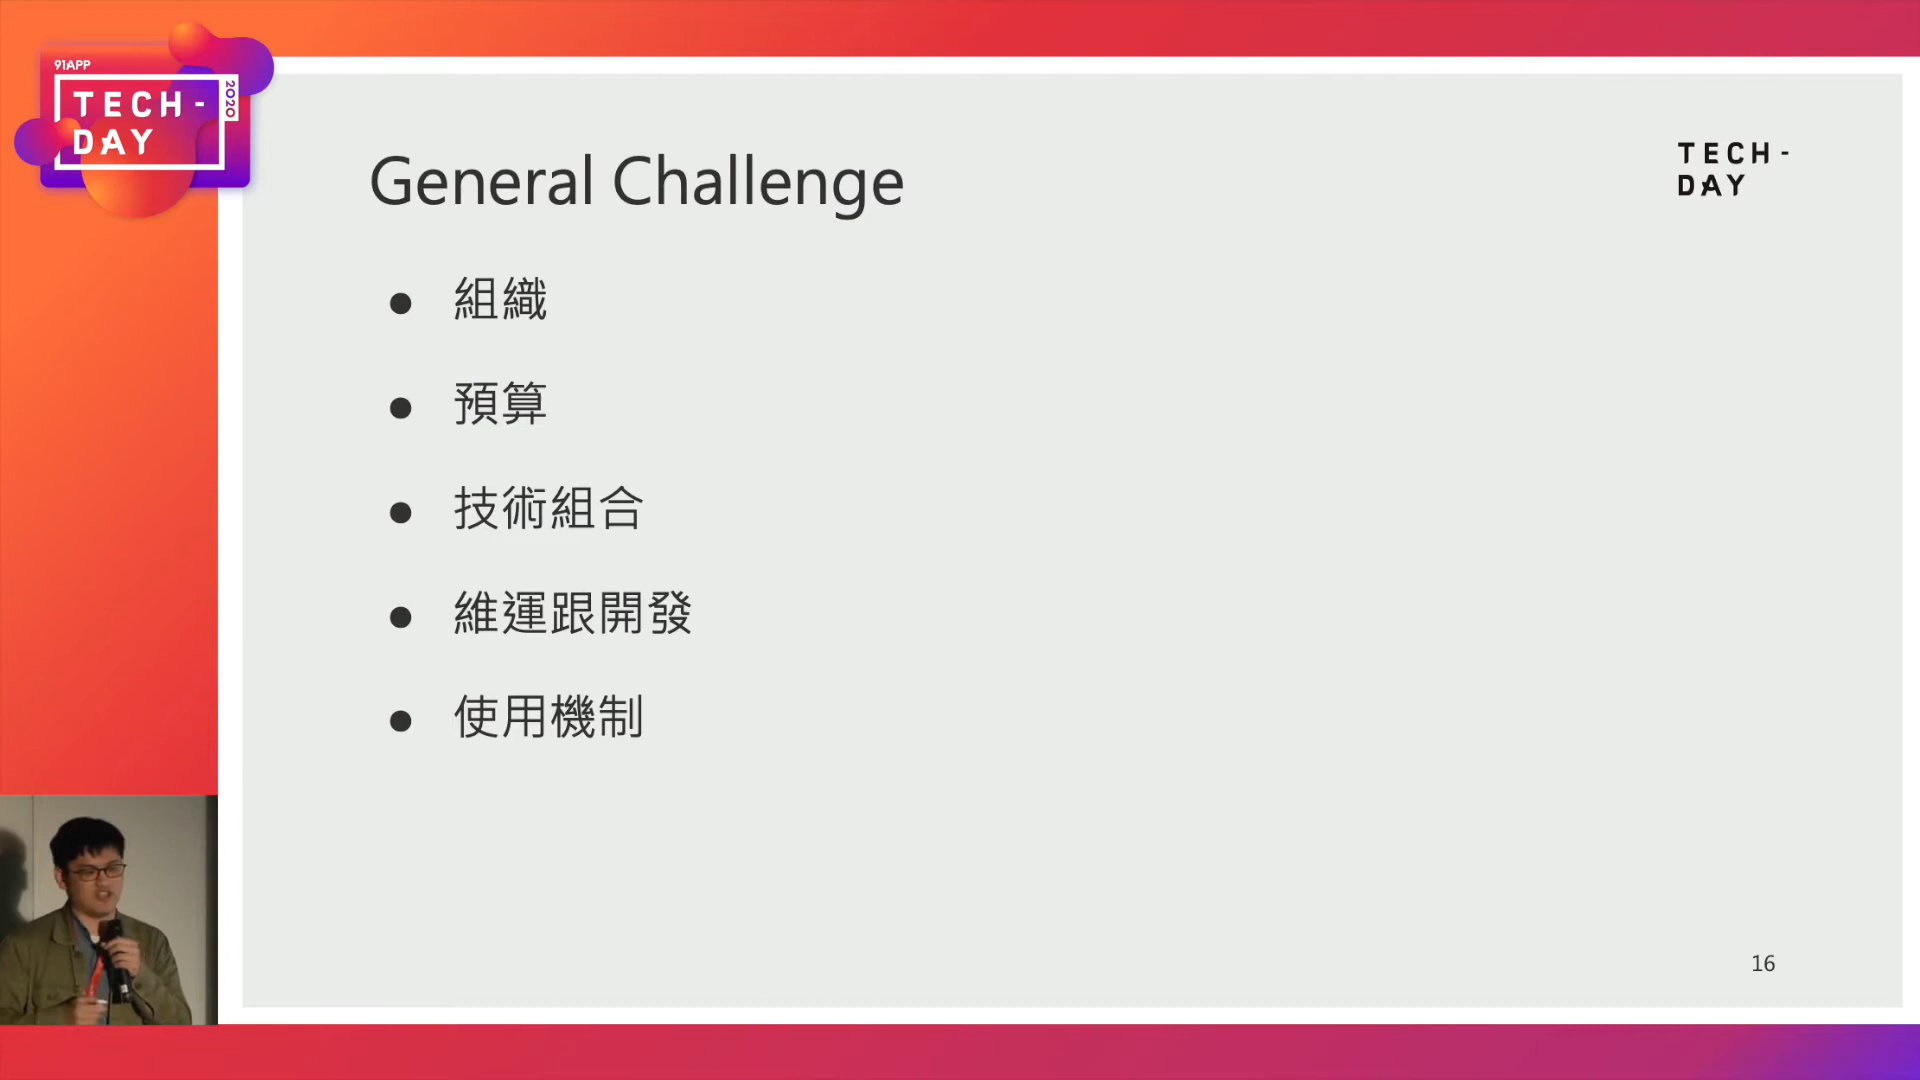 91APP
TECH-
DAY
2020
General Challenge
TECH-
DAY
● 組織
● 預算
● 技術組合
● 維運跟開發
● 使用機制
16